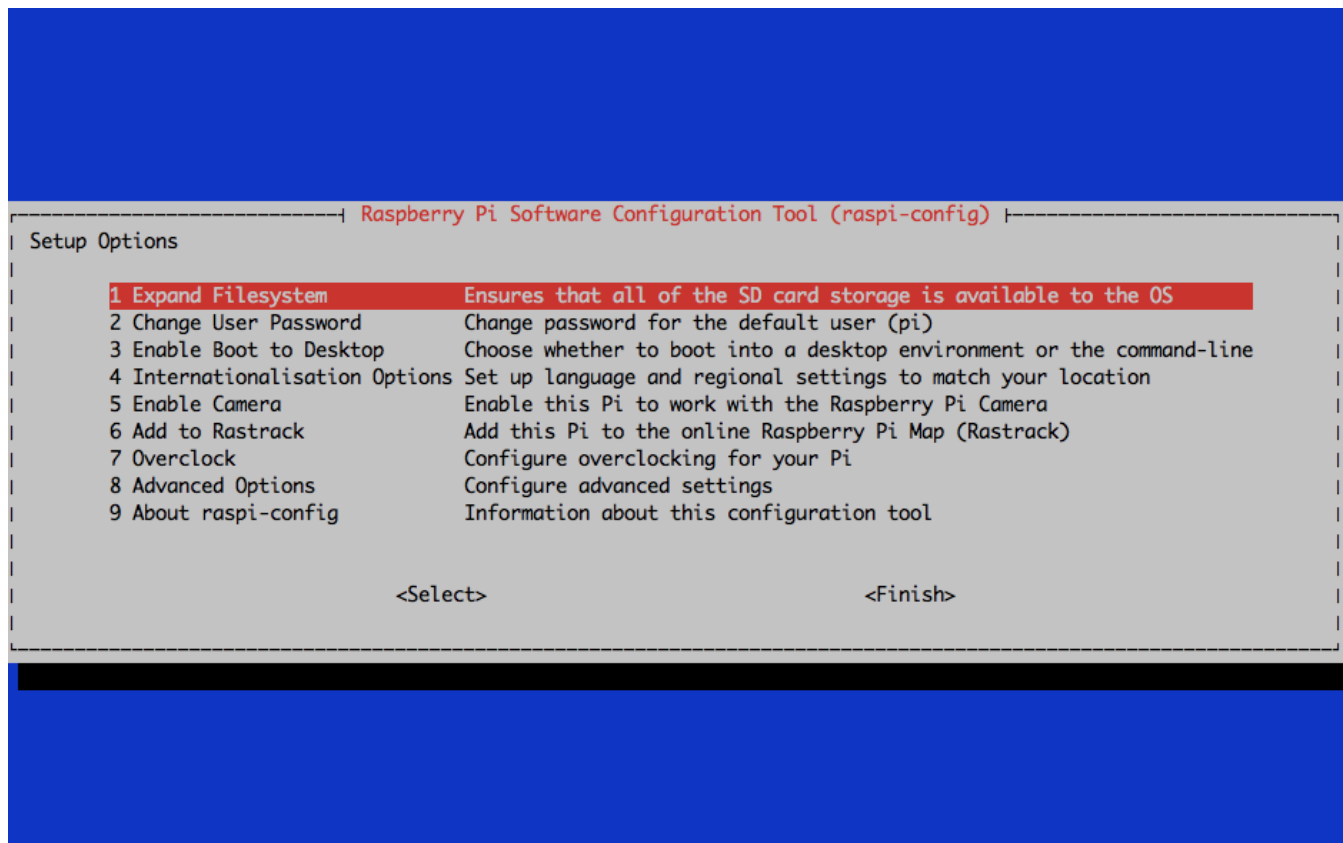 Raspberry Pi Software Configuration Tool (raspi-config)
Setup Options
1 Expand Filesystem Ensures that all of the SD card storage is available to the OS
2 Change User Password Change password for the default user (pi)
3 Enable Boot to Desktop Choose whether to boot into a desktop environment or the command-line
4 Internationalisation Options Set up language and regional settings to match your location
5 Enable Camera Enable this Pi to work with the Raspberry Pi Camera
6 Add to Rastrack Add this Pi to the online Raspberry Pi Map (Rastrack)
7 Overclock Configure overclocking for your Pi
8 Advanced Options Configure advanced settings
9 About raspi-config Information about this configuration tool
<Select> <Finish>